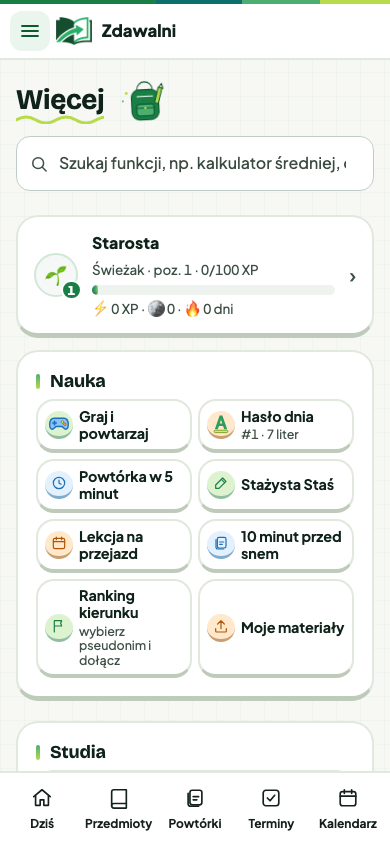 Zdawalni
Więcej
Szukaj funkcji, np. kalkulator średniej,
Starosta
Świeżak · poz. 1 · 0/100 XP
1
⚡ 0 XP · 🌑 0 · 🔥 0 dni
Nauka
Graj i
powtarzaj
A
Hasło dnia
#1 · 7 liter
Powtórka w 5
minut
Stażysta Staś
Lekcja na
przejazd
10 minut przed
snem
Ranking
kierunku
wybierz
pseudonim i
dołącz
Moje materiały
Studia
Dziś
Przedmioty
Powtórki
Terminy
Kalendarz